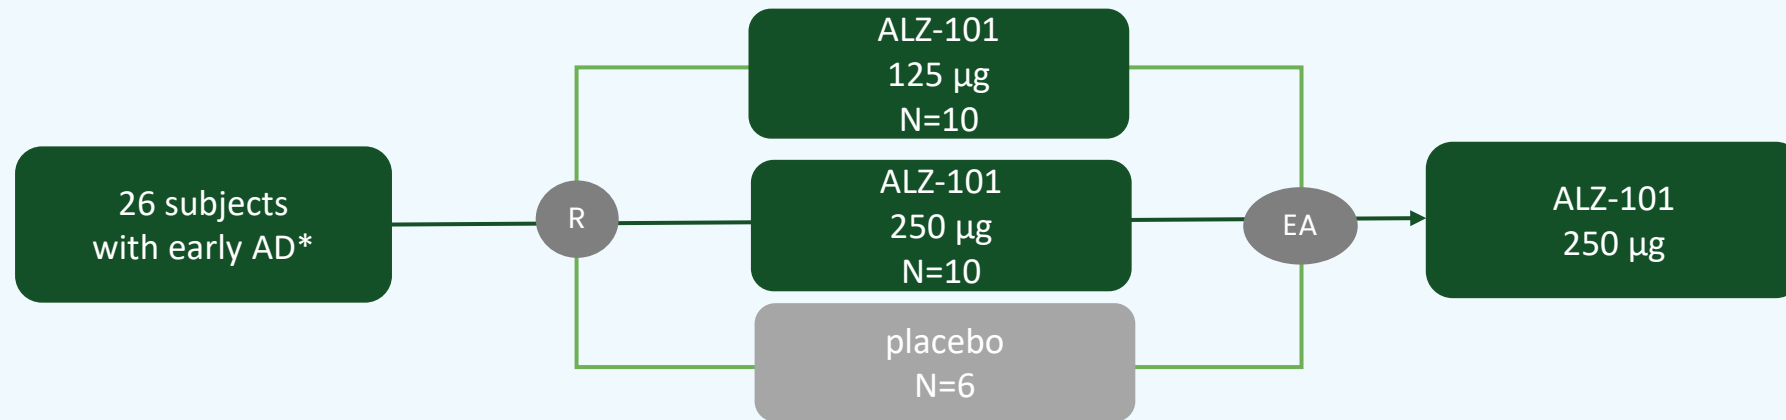 26 subjects
with early AD*
R
ALZ-101
125 µg
N=10
ALZ-101
250 µg
N=10
placebo
N=6
EA
ALZ-101
250 µg